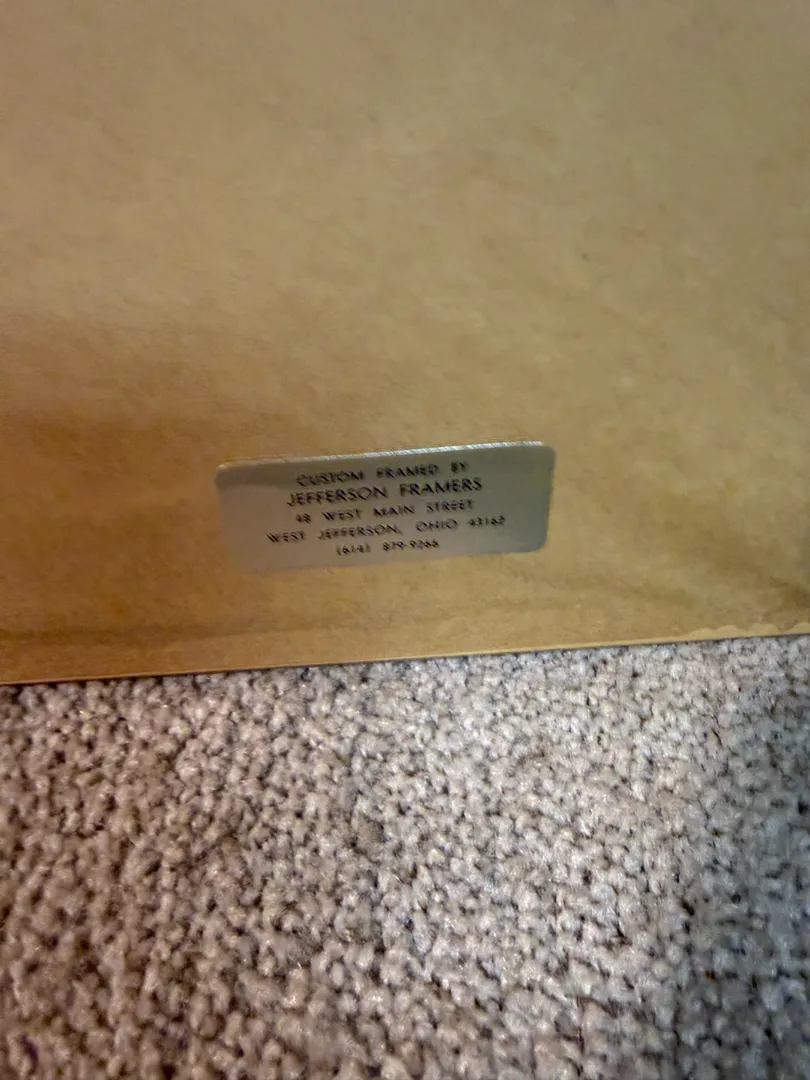 CUSTOM FRAMED BY
JEFFERSON FRAMERS
48 WEST MAIN STREET
WEST JEFFERSON, OHIO 43162
(614) 879-9266